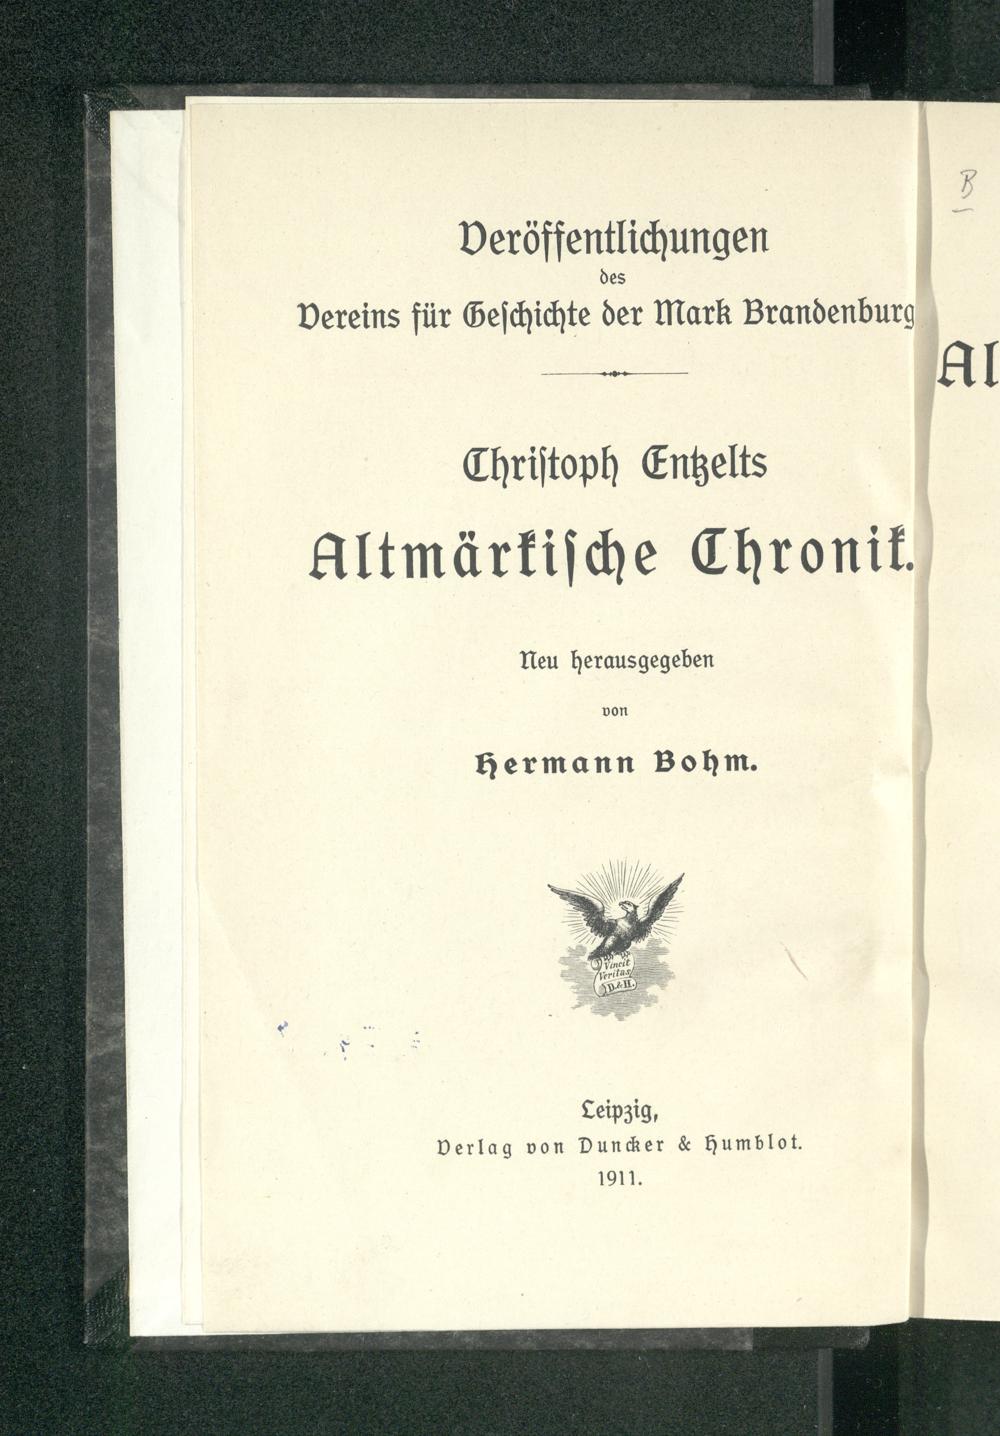 Veröffentlichungen
des
Vereins für Geschichte der Mark Brandenburg
Christoph Entzelts
Altmärkische Chronik.
Neu herausgegeben
von
Hermann Bohm.
Vincit
Veritas
D.&H.
Leipzig,
Verlag von Duncker & Humblot.
1911.
B
Al